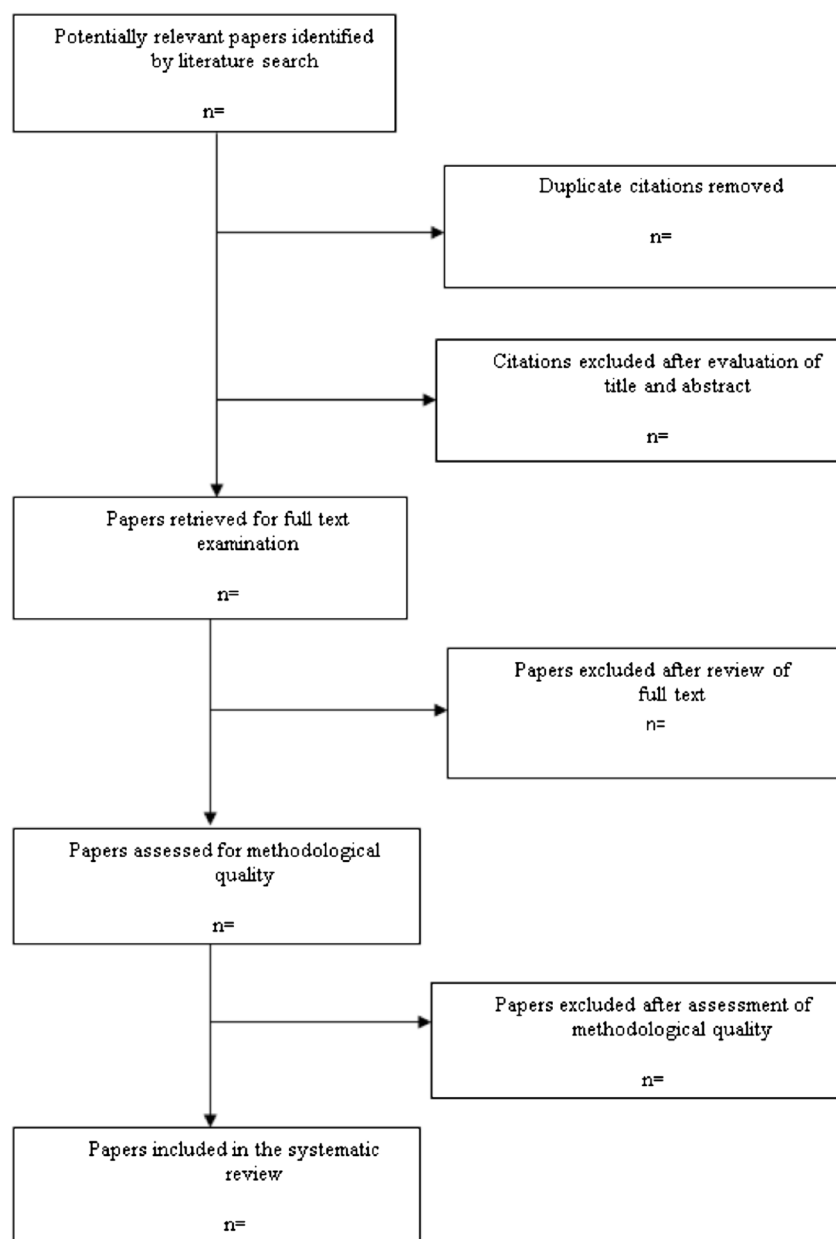 Potentially relevant papers identified
by literature search
n=
Duplicate citations removed
n=
Citations excluded after evaluation of
title and abstract
n=
Papers retrieved for full text
examination
n=
Papers excluded after review of
full text
n=
Papers assessed for methodological
quality
n=
Papers excluded after assessment of
methodological quality
n=
Papers included in the systematic
review
n=